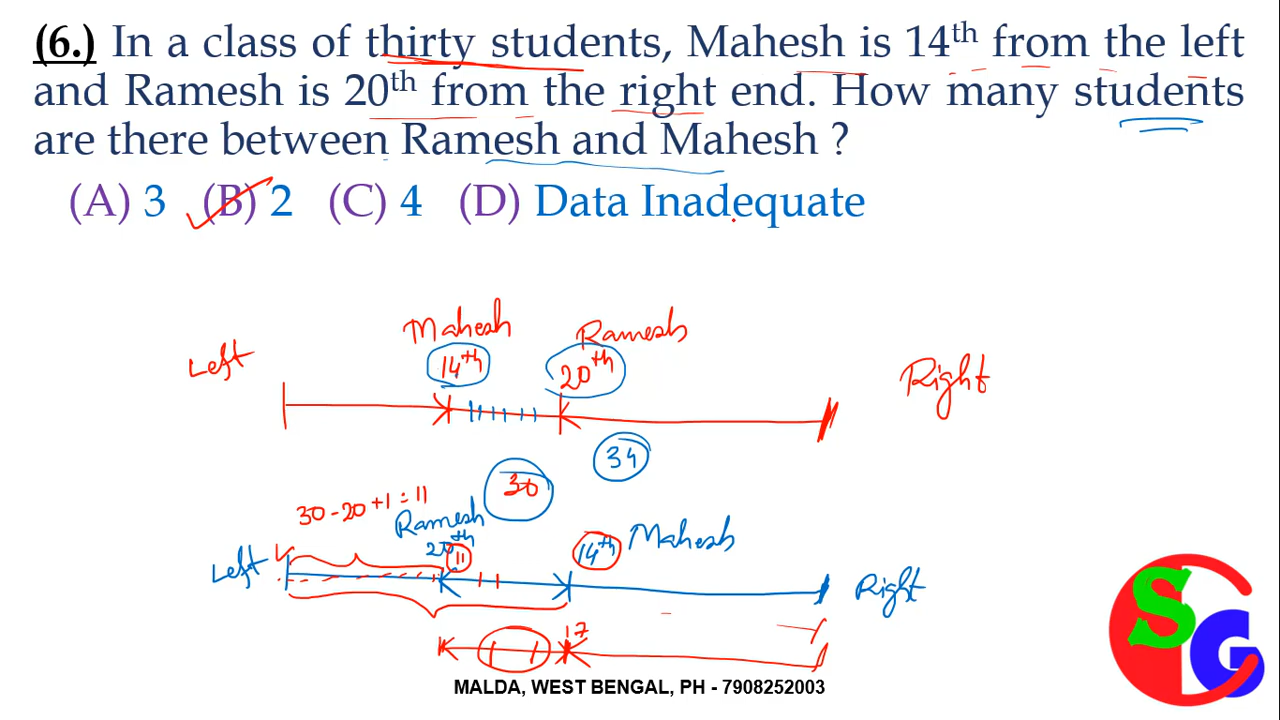 (6.) In a class of thirty students, Mahesh is 14th from the left
and Ramesh is 20th from the right end. How many students
are there between Ramesh and Mahesh ?
(A) 3 (B) 2 (C) 4 (D) Data Inadequate
Mahesh Ramesh
Left 14th 20th Right
34
30
30 - 20 + 1 = 11
Ramesh
20th 14th Mahesh
Left 11 Right
17
MALDA, WEST BENGAL, PH - 7908252003
S G